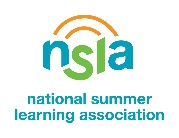 nsla
national summer
learning association